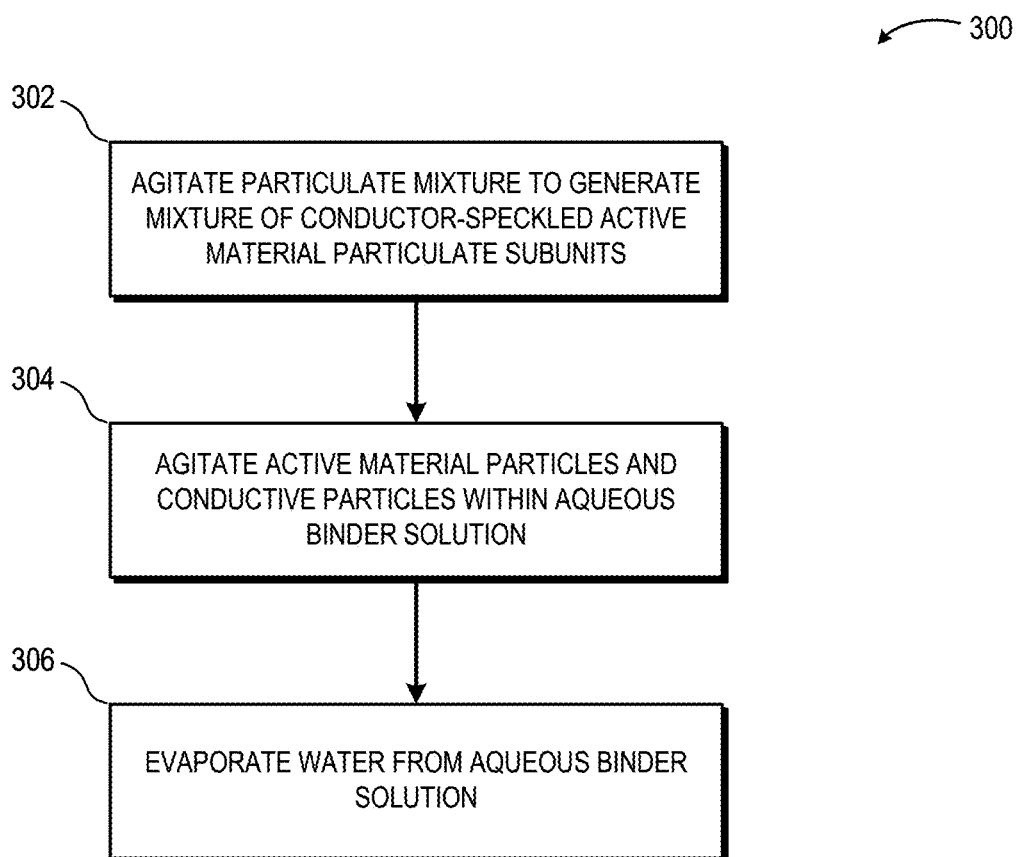 300
302
AGITATE PARTICULATE MIXTURE TO GENERATE
MIXTURE OF CONDUCTOR-SPECKLED ACTIVE
MATERIAL PARTICULATE SUBUNITS
304
AGITATE ACTIVE MATERIAL PARTICLES AND
CONDUCTIVE PARTICLES WITHIN AQUEOUS
BINDER SOLUTION
306
EVAPORATE WATER FROM AQUEOUS BINDER
SOLUTION